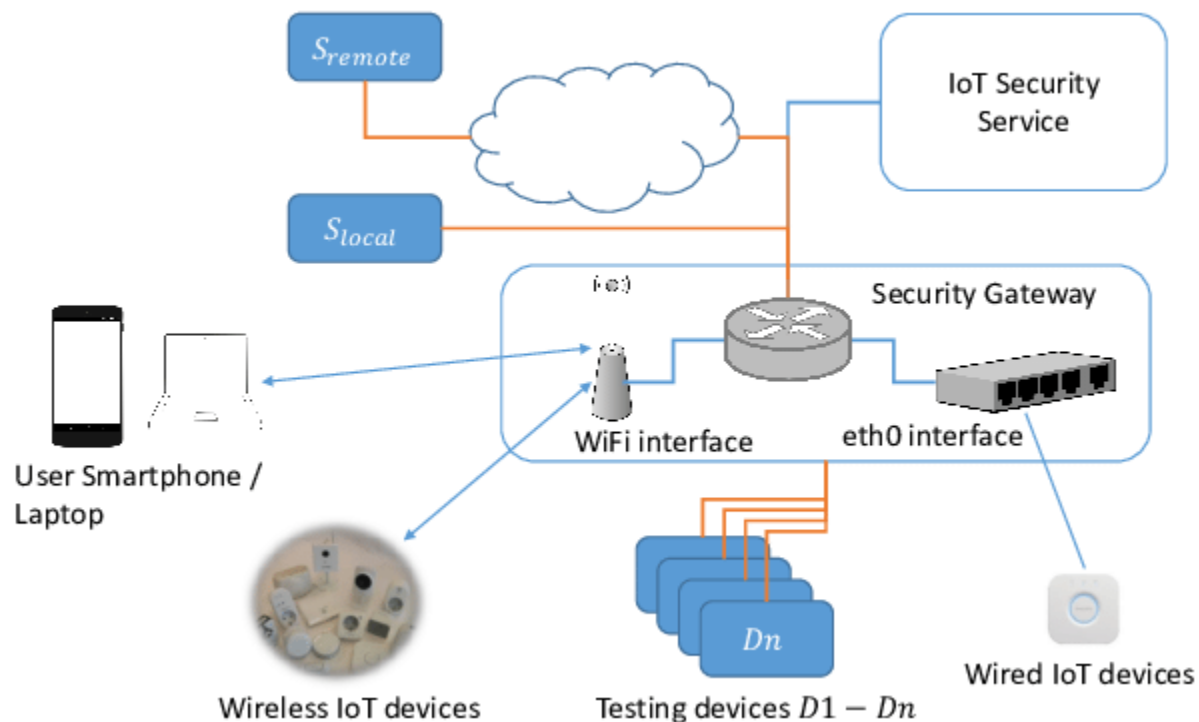 S_remote
IoT Security
Service
S_local
Security Gateway
WiFi interface
eth0 interface
User Smartphone /
Laptop
Dn
Wireless IoT devices
Testing devices D1 − Dn
Wired IoT devices